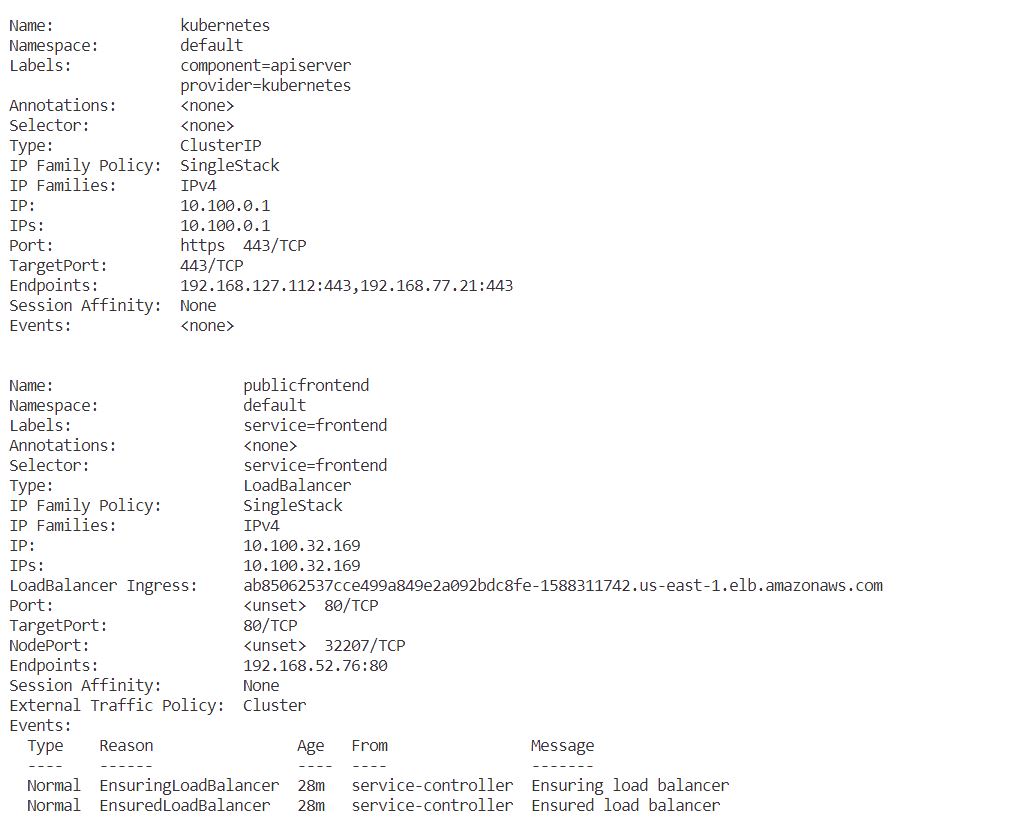 Name:              kubernetes
Namespace:         default
Labels:            component=apiserver
                   provider=kubernetes
Annotations:       <none>
Selector:          <none>
Type:              ClusterIP
IP Family Policy:  SingleStack
IP Families:       IPv4
IP:                10.100.0.1
IPs:               10.100.0.1
Port:              https  443/TCP
TargetPort:        443/TCP
Endpoints:         192.168.127.112:443,192.168.77.21:443
Session Affinity:  None
Events:            <none>
Name:                     publicfrontend
Namespace:                default
Labels:                   service=frontend
Annotations:              <none>
Selector:                 service=frontend
Type:                     LoadBalancer
IP Family Policy:         SingleStack
IP Families:              IPv4
IP:                       10.100.32.169
IPs:                      10.100.32.169
LoadBalancer Ingress:     ab85062537cce499a849e2a092bdc8fe-1588311742.us-east-1.elb.amazonaws.com
Port:                     <unset>  80/TCP
TargetPort:               80/TCP
NodePort:                 <unset>  32207/TCP
Endpoints:                192.168.52.76:80
Session Affinity:         None
External Traffic Policy:  Cluster
Events:
  Type    Reason                Age   From                Message
  ----    ------                ----  ----                -------
  Normal  EnsuringLoadBalancer  28m   service-controller  Ensuring load balancer
  Normal  EnsuredLoadBalancer   28m   service-controller  Ensured load balancer